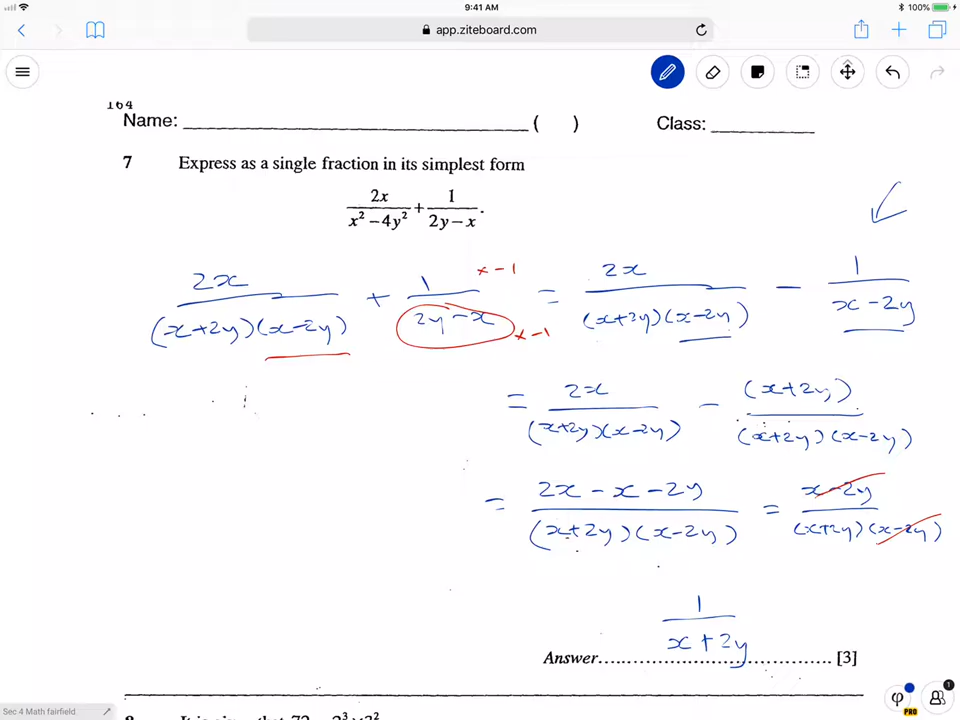 9:41 AM
100%
app.ziteboard.com
164
Name: ( ) Class:
7 Express as a single fraction in its simplest form
2x/(x² − 4y²) + 1/(2y − x).
2x/((x+2y)(x−2y)) + 1/(2y−x) ×−1 ×−1 = 2x/((x+2y)(x−2y)) − 1/(x−2y)
= 2x/((x+2y)(x−2y)) − (x+2y)/((x+2y)(x−2y))
= (2x − x − 2y)/((x+2y)(x−2y)) = (x−2y)/((x+2y)(x−2y))
1/(x+2y)
Answer [3]
Sec 4 Math fairfield
φ PRO 1